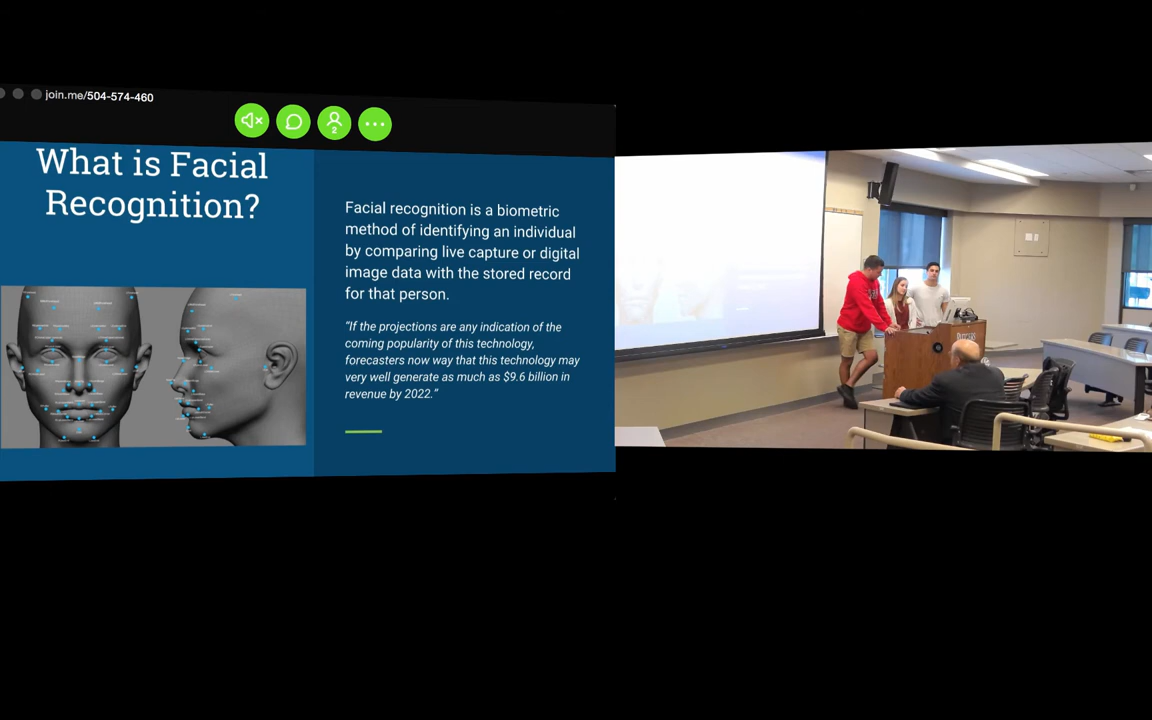 join.me/504-574-460
2
What is Facial
Recognition?
Facial recognition is a biometric
method of identifying an individual
by comparing live capture or digital
image data with the stored record
for that person.
“If the projections are any indication of the
coming popularity of this technology,
forecasters now way that this technology may
very well generate as much as $9.6 billion in
revenue by 2022.”